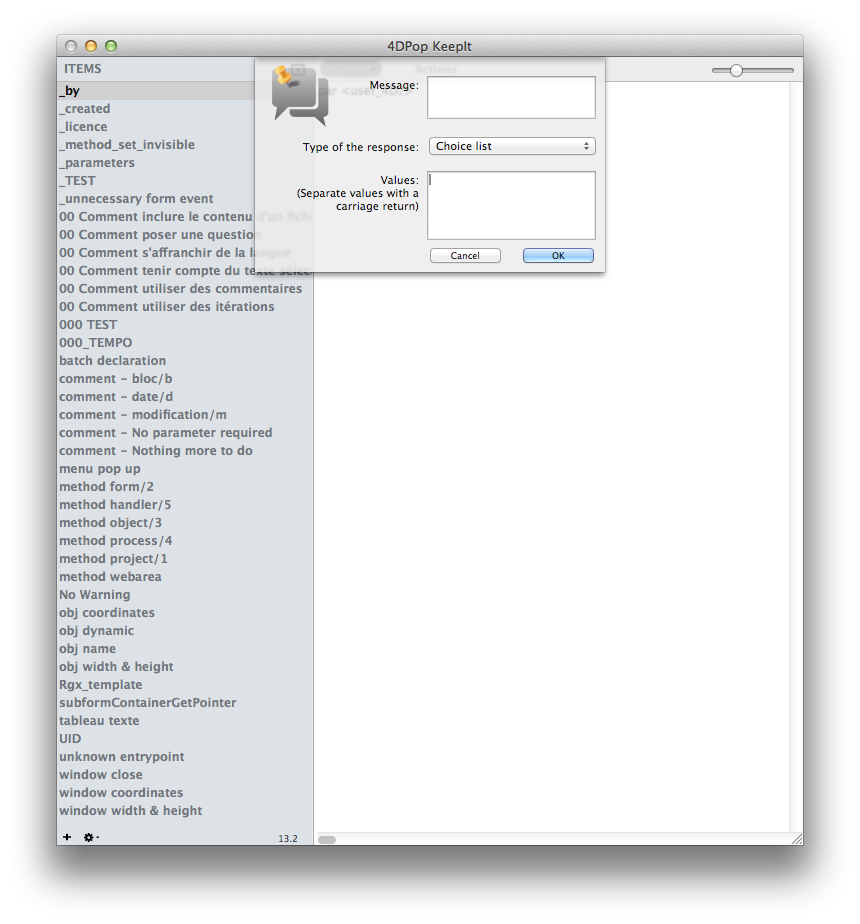 4DPop KeepIt
ITEMS
Actions
_by
_created
_licence
_method_set_invisible
_parameters
_TEST
_unnecessary form event
00 Comment inclure le contenu d'un fichi
00 Comment poser une question
00 Comment s'affranchir de la langue
00 Comment tenir compte du texte sélec
00 Comment utiliser des commentaires
00 Comment utiliser des itérations
000 TEST
000_TEMPO
batch declaration
comment - bloc/b
comment - date/d
comment - modification/m
comment - No parameter required
comment - Nothing more to do
menu pop up
method form/2
method handler/5
method object/3
method process/4
method project/1
method webarea
No Warning
obj coordinates
obj dynamic
obj name
obj width & height
Rgx_template
subformContainerGetPointer
tableau texte
UID
unknown entrypoint
window close
window coordinates
window width & height
13.2
par <user_4D/>
Message:
Type of the response:
Choice list
Values:
(Separate values with a
carriage return)
Cancel
OK